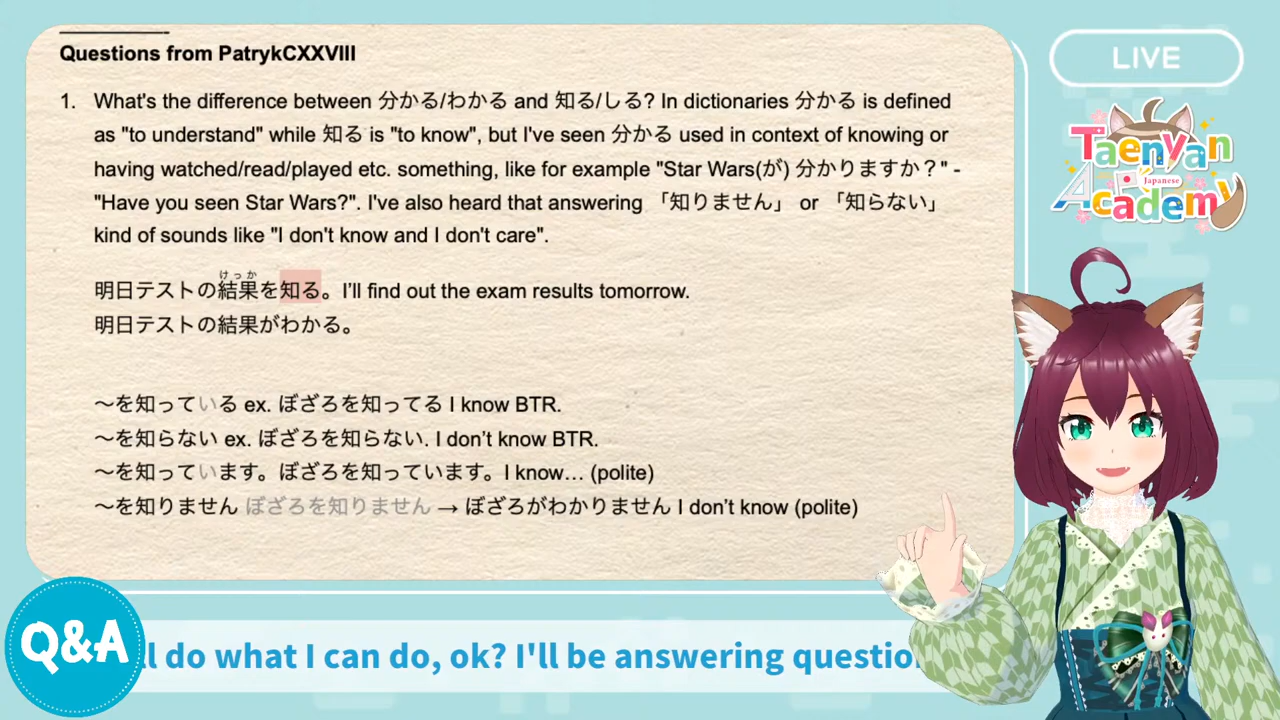 Questions from PatrykCXXVIII
1. What's the difference between 分かる/わかる and 知る/しる? In dictionaries 分かる is defined
as "to understand" while 知る is "to know", but I've seen 分かる used in context of knowing or
having watched/read/played etc. something, like for example "Star Wars(が) 分かりますか？" -
"Have you seen Star Wars?". I've also heard that answering 「知りません」 or 「知らない」
kind of sounds like "I don't know and I don't care".
けっか
明日テストの結果を知る。I'll find out the exam results tomorrow.
明日テストの結果がわかる。
～を知っている ex. ぼざろを知ってる I know BTR.
～を知らない ex. ぼざろを知らない. I don't know BTR.
～を知っています。ぼざろを知っています。I know… (polite)
～を知りません ぼざろを知りません → ぼざろがわかりません I don't know (polite)
LIVE
Taenyan
Japanese
Academy
Q&A
ll do what I can do, ok? I'll be answering question